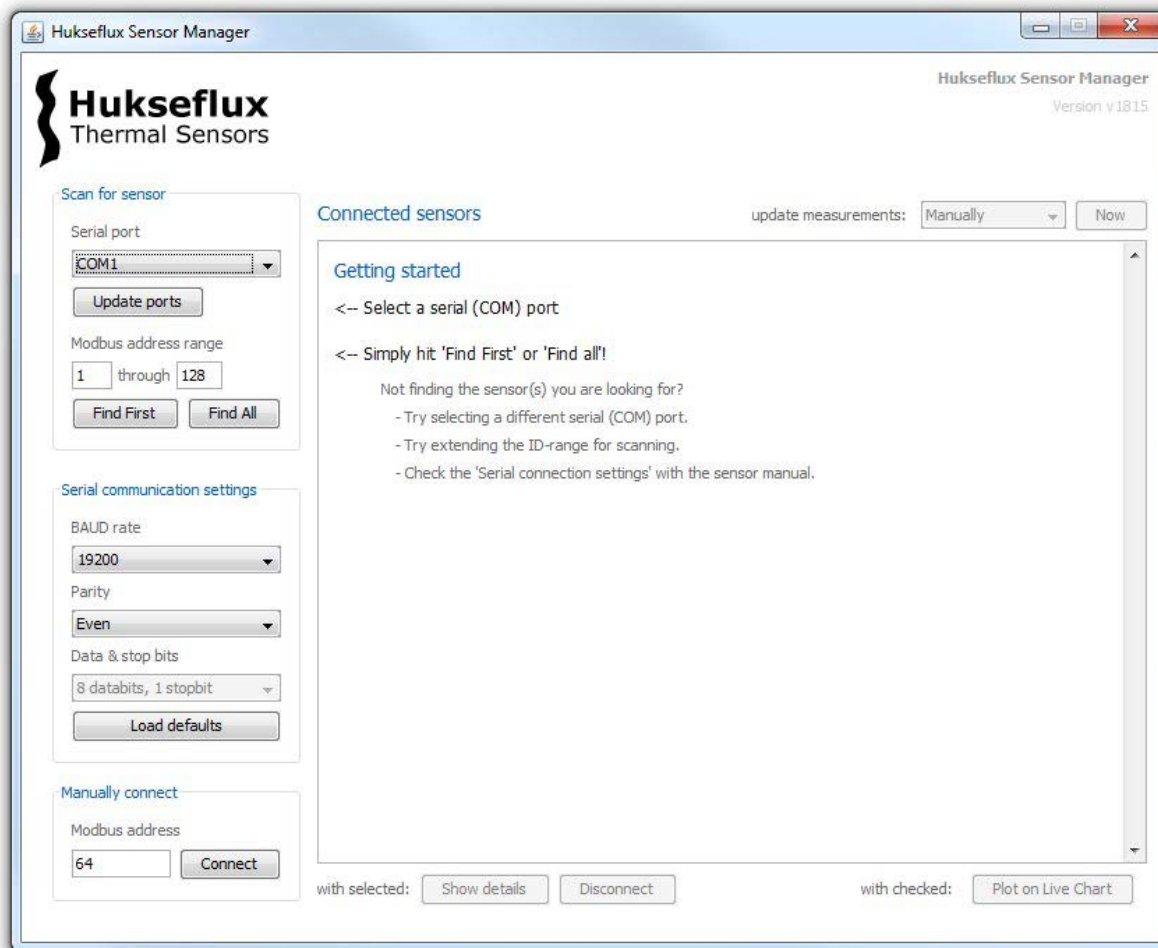 Hukseflux Sensor Manager
Hukseflux
Thermal Sensors
Hukseflux Sensor Manager
Version v1815
Scan for sensor
Serial port
COM1
Update ports
Modbus address range
1 through 128
Find First Find All
Serial communication settings
BAUD rate
19200
Parity
Even
Data & stop bits
8 databits, 1 stopbit
Load defaults
Manually connect
Modbus address
64 Connect
Connected sensors update measurements: Manually Now
Getting started
<-- Select a serial (COM) port
<-- Simply hit 'Find First' or 'Find all'!
Not finding the sensor(s) you are looking for?
- Try selecting a different serial (COM) port.
- Try extending the ID-range for scanning.
- Check the 'Serial connection settings' with the sensor manual.
with selected: Show details Disconnect with checked: Plot on Live Chart